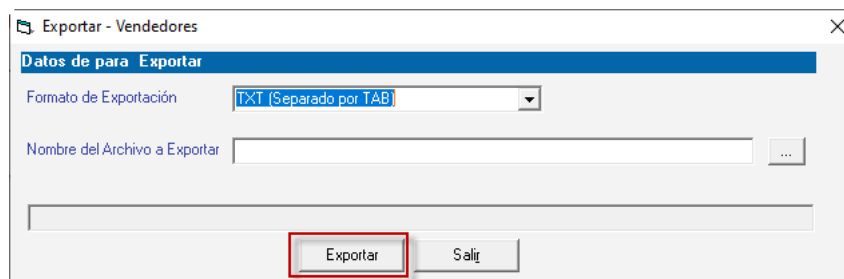 Exportar - Vendedores
Datos de para Exportar
Formato de Exportación TXT (Separado por TAB)
Nombre del Archivo a Exportar ...
Exportar Salir